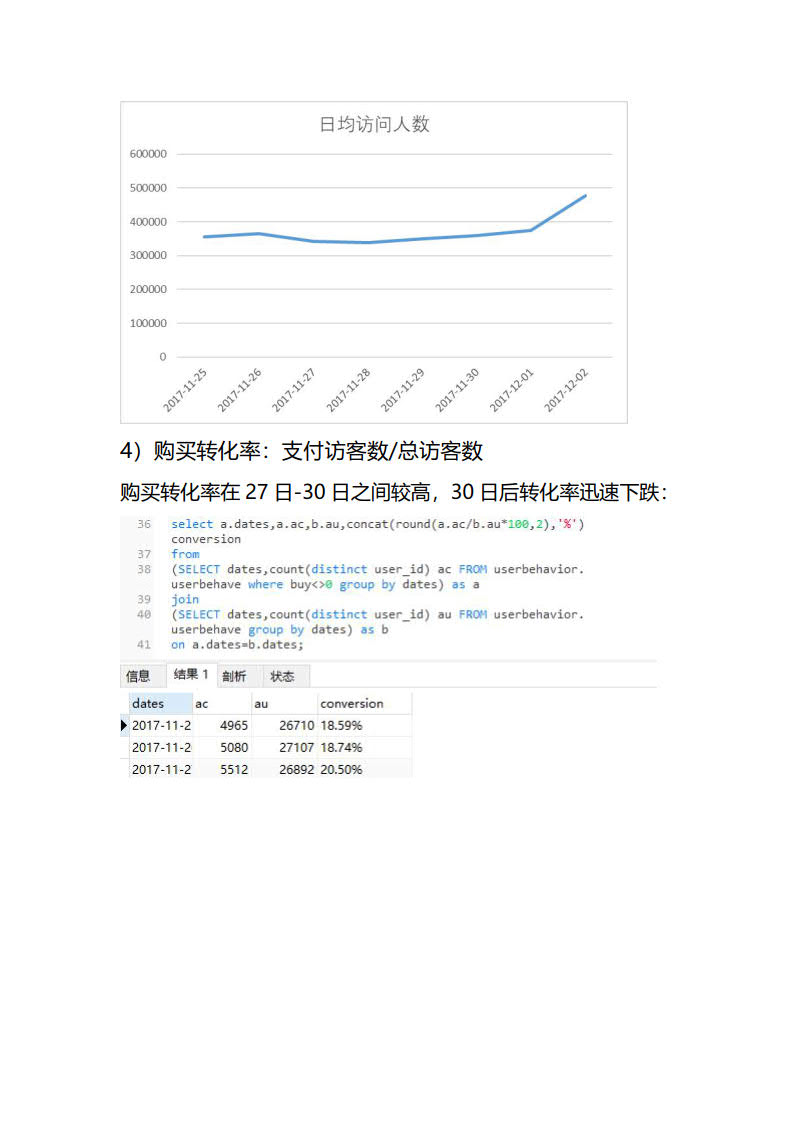 日均访问人数
600000
500000
400000
300000
200000
100000
0
2017-11-25
2017-11-26
2017-11-27
2017-11-28
2017-11-29
2017-11-30
2017-12-01
2017-12-02
4）购买转化率：支付访客数/总访客数
购买转化率在 27 日-30 日之间较高，30 日后转化率迅速下跌：
36 select a.dates,a.ac,b.au,concat(round(a.ac/b.au*100,2),'%')
conversion
37 from
38 (SELECT dates,count(distinct user_id) ac FROM userbehavior.
userbehave where buy<>0 group by dates) as a
39 join
40 (SELECT dates,count(distinct user_id) au FROM userbehavior.
userbehave group by dates) as b
41 on a.dates=b.dates;
信息 结果 1 剖析 状态
dates ac au conversion
2017-11-2 4965 26710 18.59%
2017-11-2 5080 27107 18.74%
2017-11-2 5512 26892 20.50%